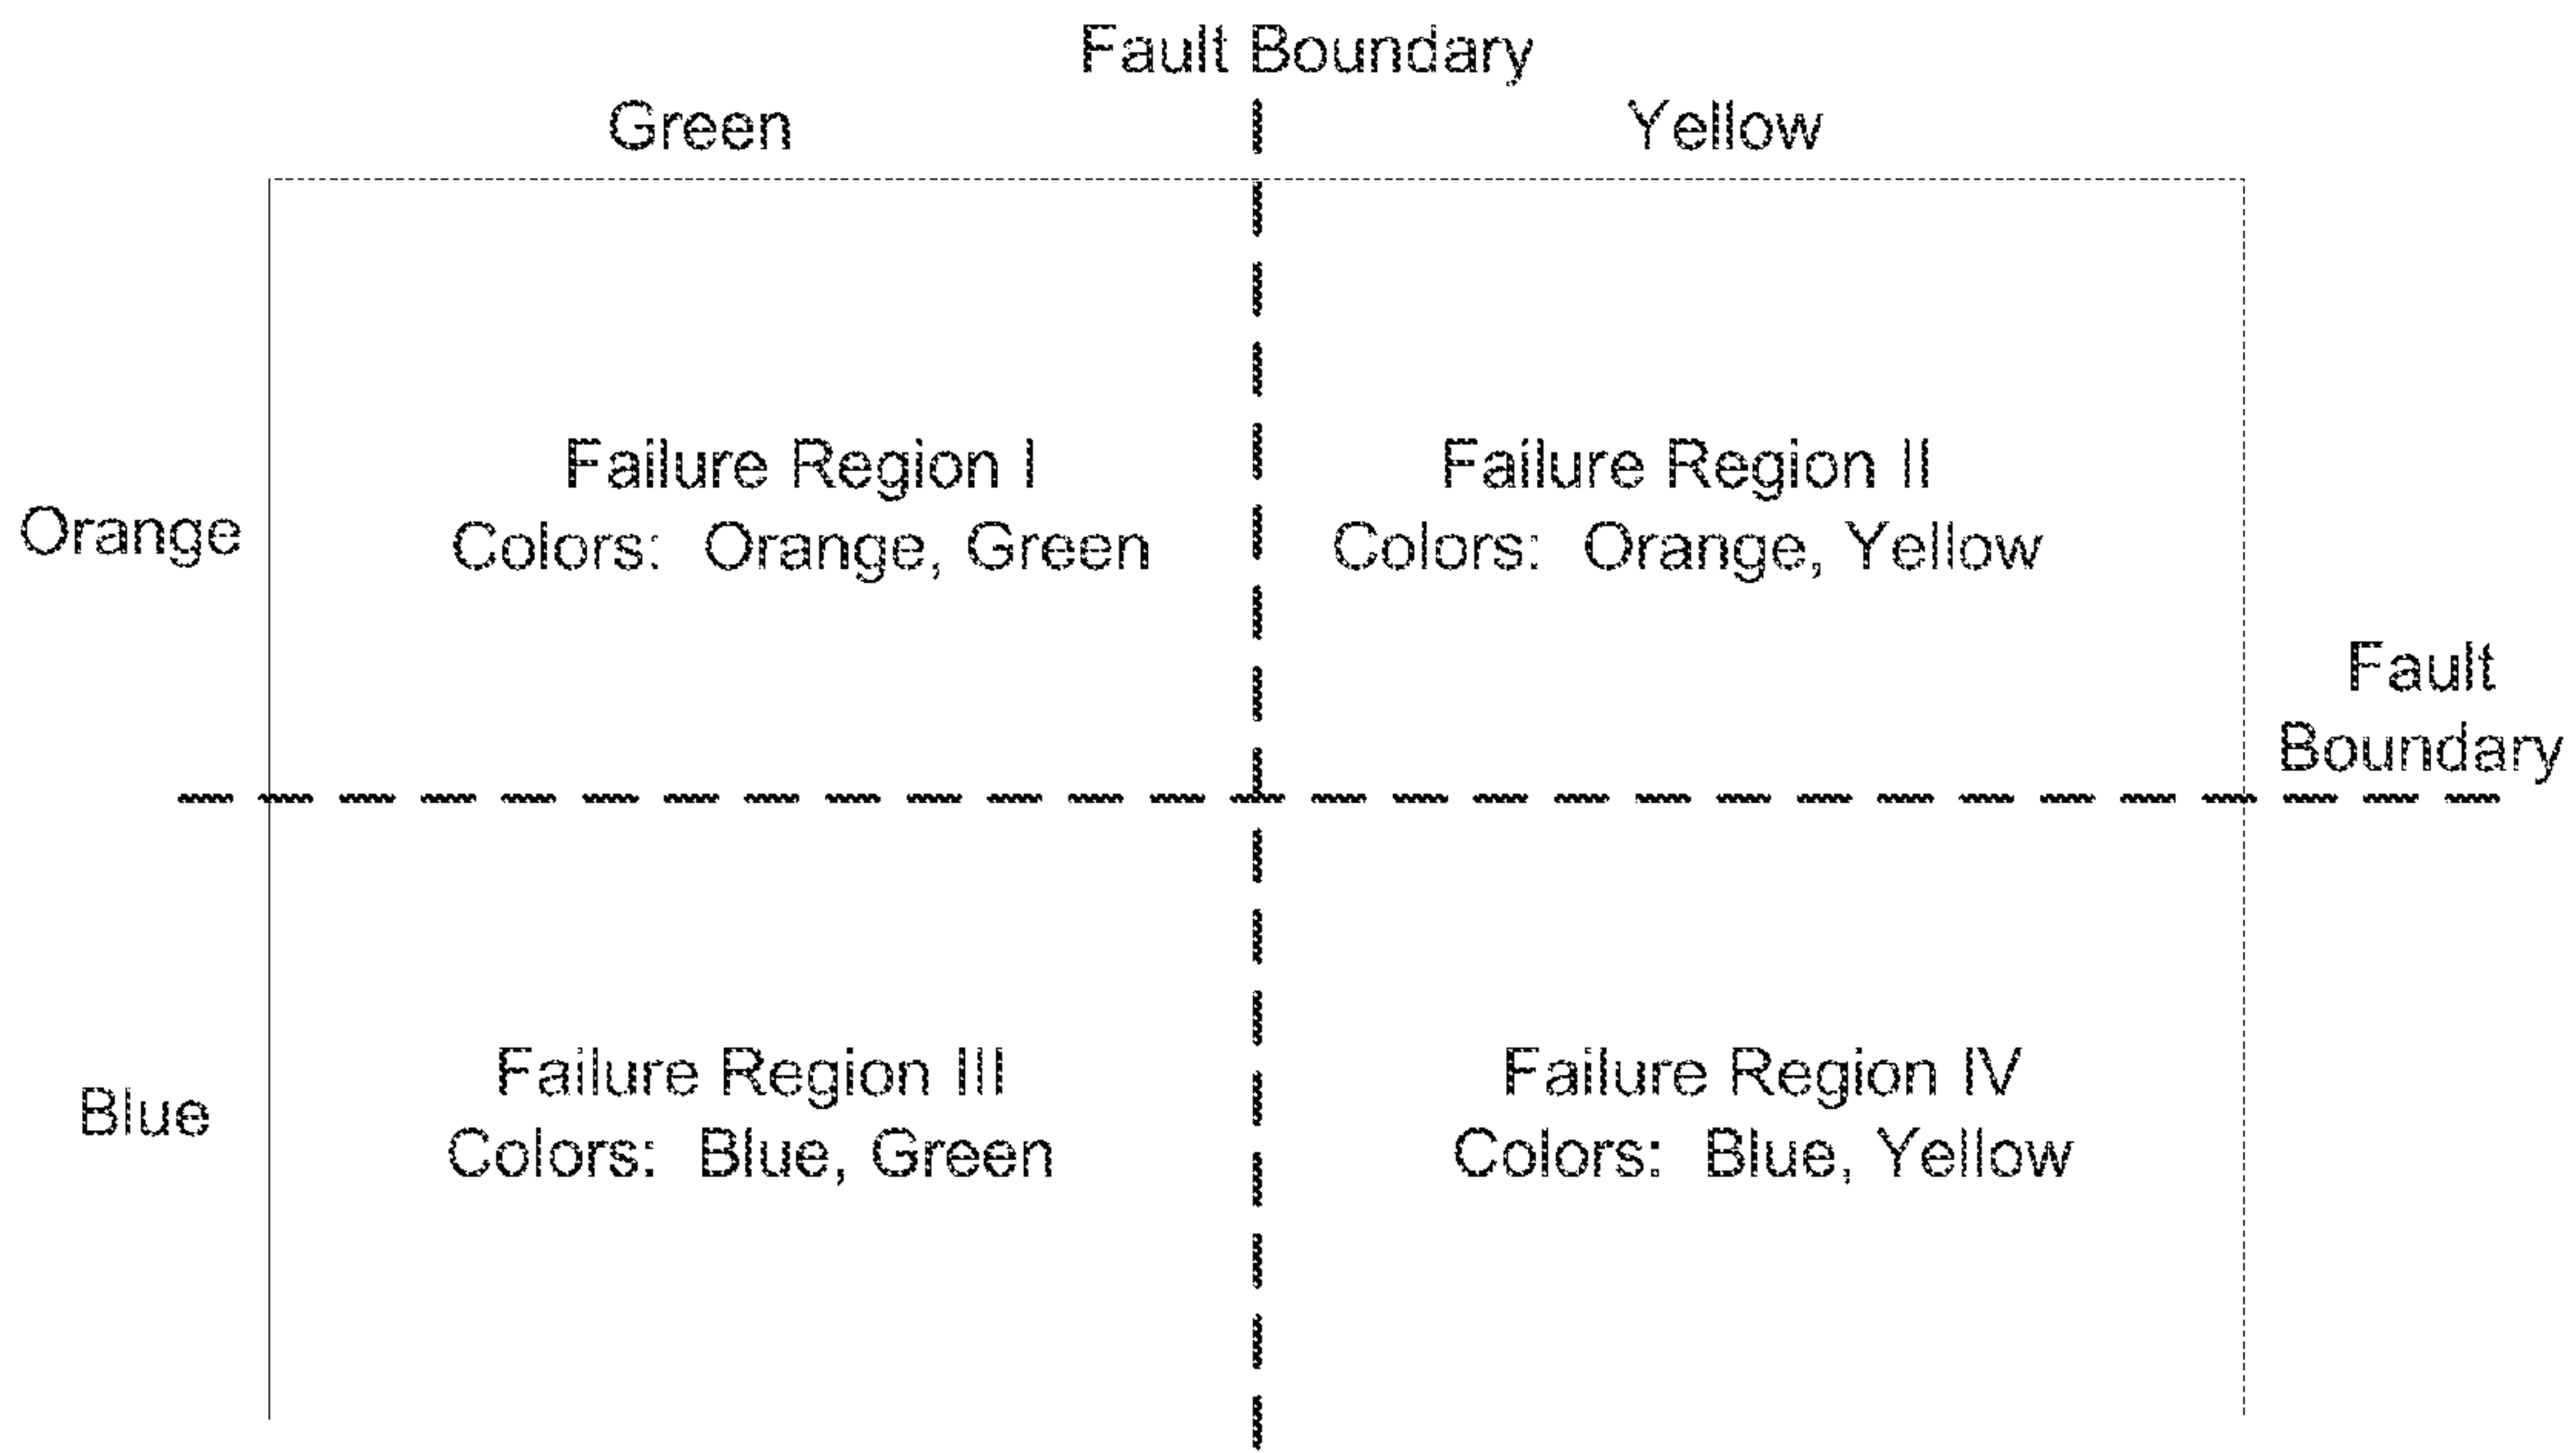 Fault Boundary
Green
Yellow
Failure Region I
Colors: Orange, Green
Failure Region II
Colors: Orange, Yellow
Orange
Fault
Boundary
Failure Region III
Colors: Blue, Green
Failure Region IV
Colors: Blue, Yellow
Blue